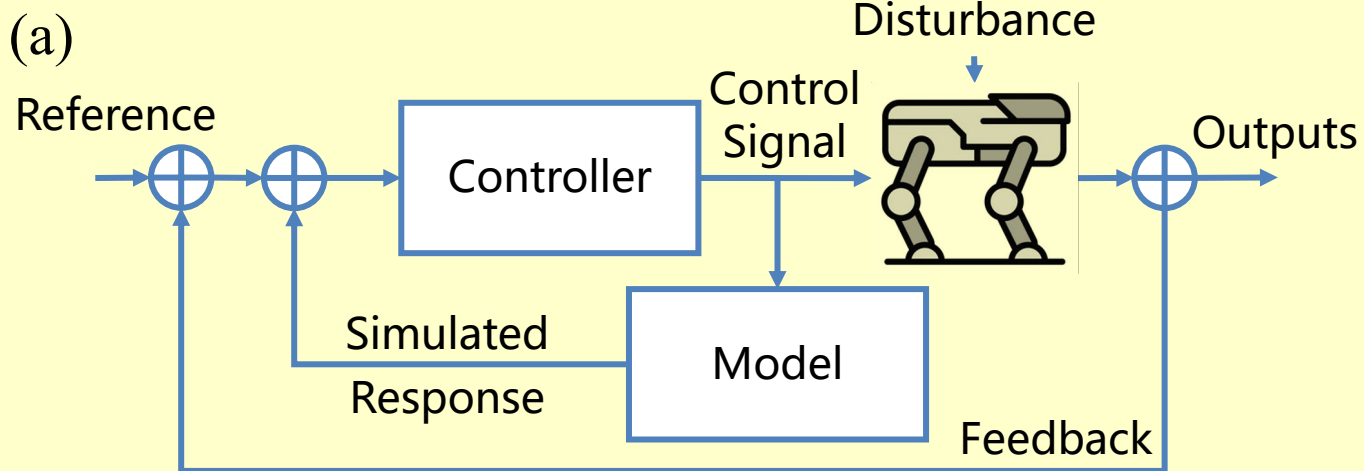 (a)
Disturbance
Reference
Control
Signal
Outputs
Controller
Simulated
Response
Model
Feedback